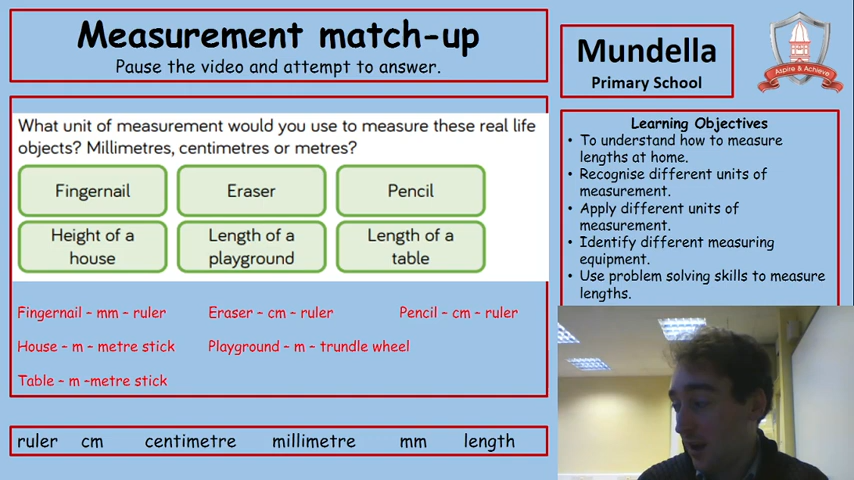 Measurement match-up
Pause the video and attempt to answer.
Mundella
Primary School
Aspire & Achieve
What unit of measurement would you use to measure these real life
objects? Millimetres, centimetres or metres?
Fingernail
Eraser
Pencil
Height of a
house
Length of a
playground
Length of a
table
Fingernail – mm – ruler
Eraser – cm – ruler
Pencil – cm – ruler
House – m – metre stick
Playground – m – trundle wheel
Table – m –metre stick
Learning Objectives
• To understand how to measure
lengths at home.
• Recognise different units of
measurement.
• Apply different units of
measurement.
• Identify different measuring
equipment.
• Use problem solving skills to measure
lengths.
ruler cm centimetre millimetre mm length